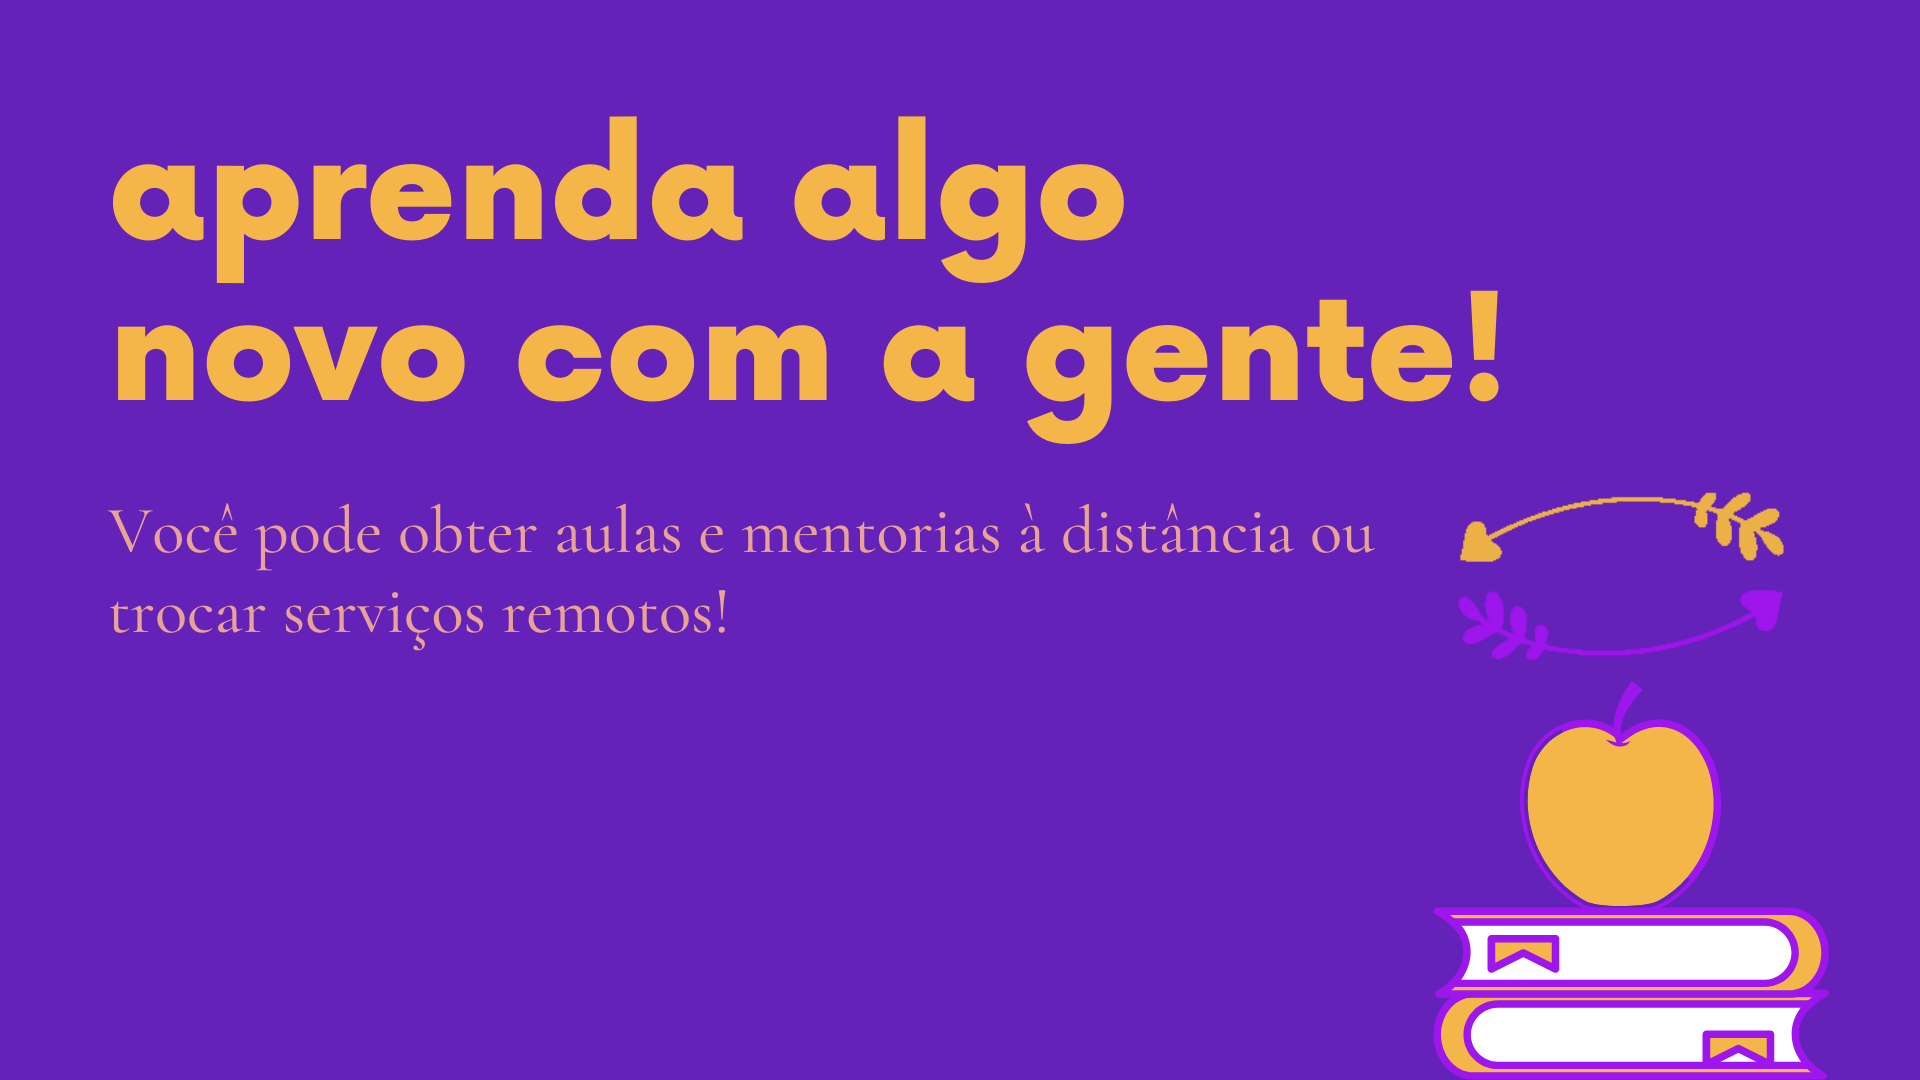 aprenda algo
novo com a gente!
Você pode obter aulas e mentorias à distância ou
trocar serviços remotos!